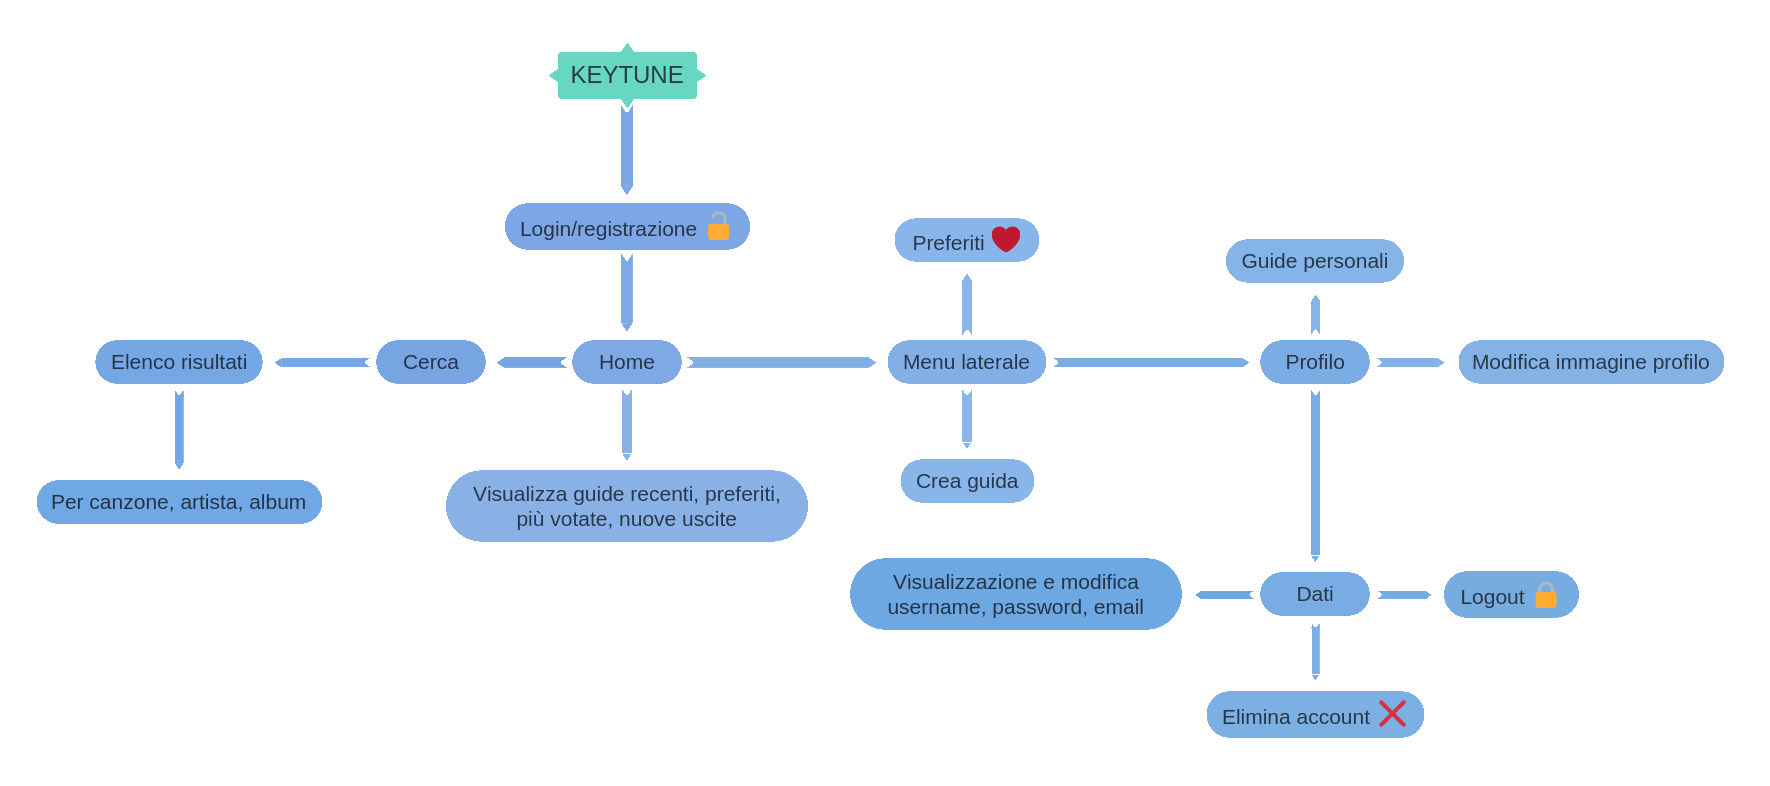 KEYTUNE
Login/registrazione
Preferiti
Guide personali
Elenco risultati
Cerca
Home
Menu laterale
Profilo
Modifica immagine profilo
Per canzone, artista, album
Visualizza guide recenti, preferiti,
più votate, nuove uscite
Crea guida
Visualizzazione e modifica
username, password, email
Dati
Logout
Elimina account